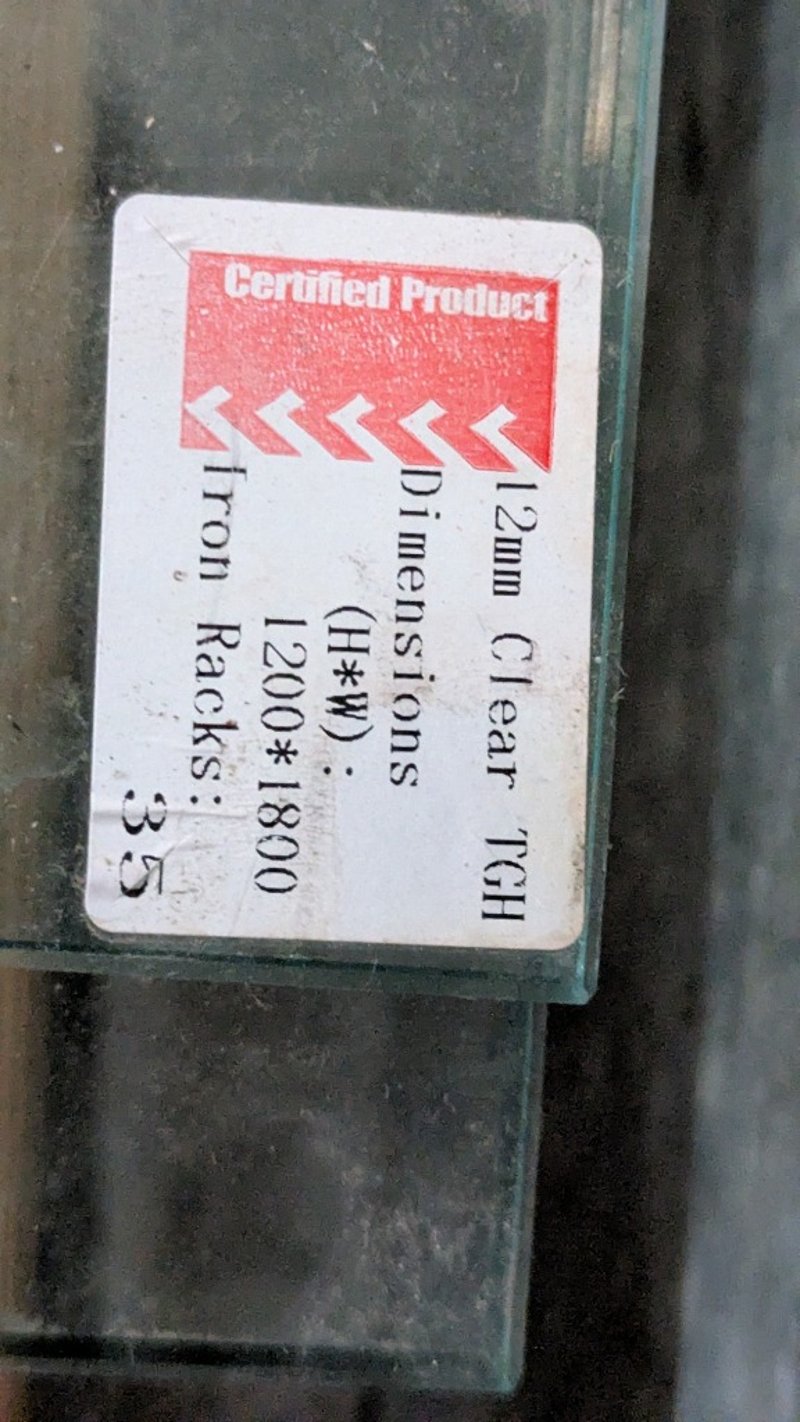 Certified Product
12mm Clear TGH
Dimensions
(H*W):
1200*1800
Iron Racks:
35